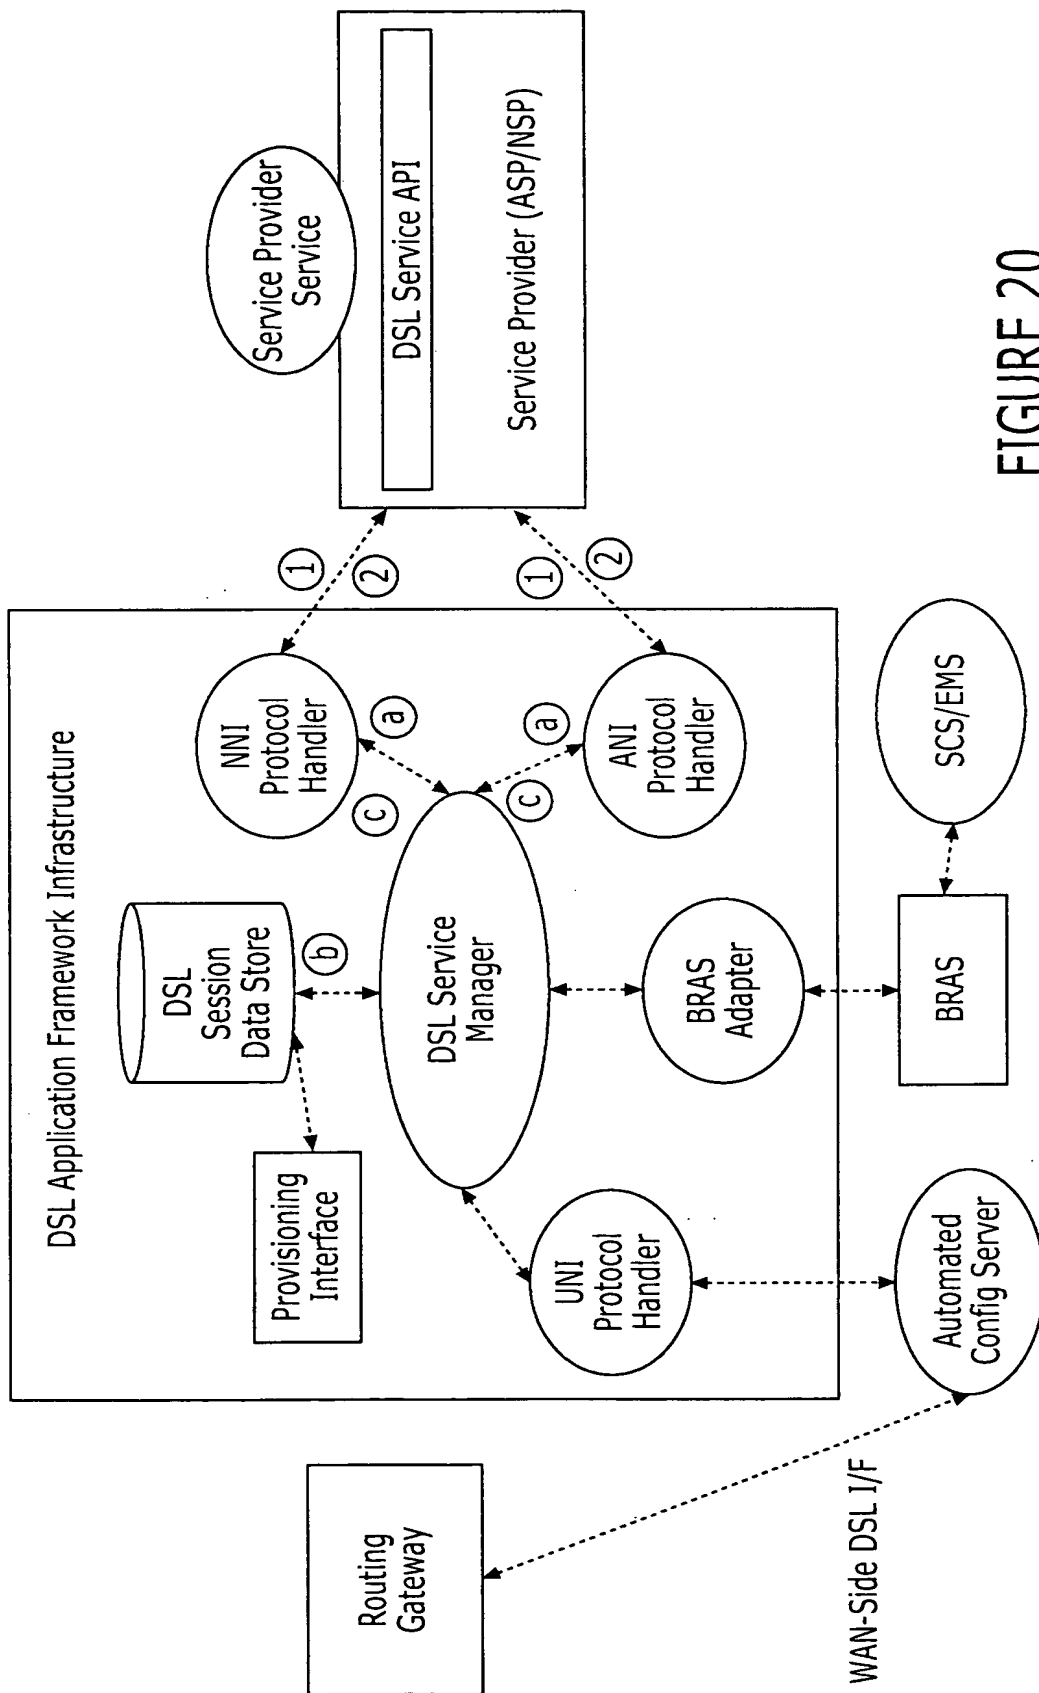 DSL Application Framework Infrastructure
Routing
Gateway
Provisioning
Interface
DSL
Session
Data Store
b
NNI
Protocol
Handler
a
c
1
2
Service Provider
Service
DSL Service API
Service Provider (ASP/NSP)
DSL Service
Manager
a
c
1
2
UNI
Protocol
Handler
BRAS
Adapter
ANI
Protocol
Handler
WAN-Side DSL I/F
Automated
Config Server
BRAS
SCS/EMS
FIGURE 20